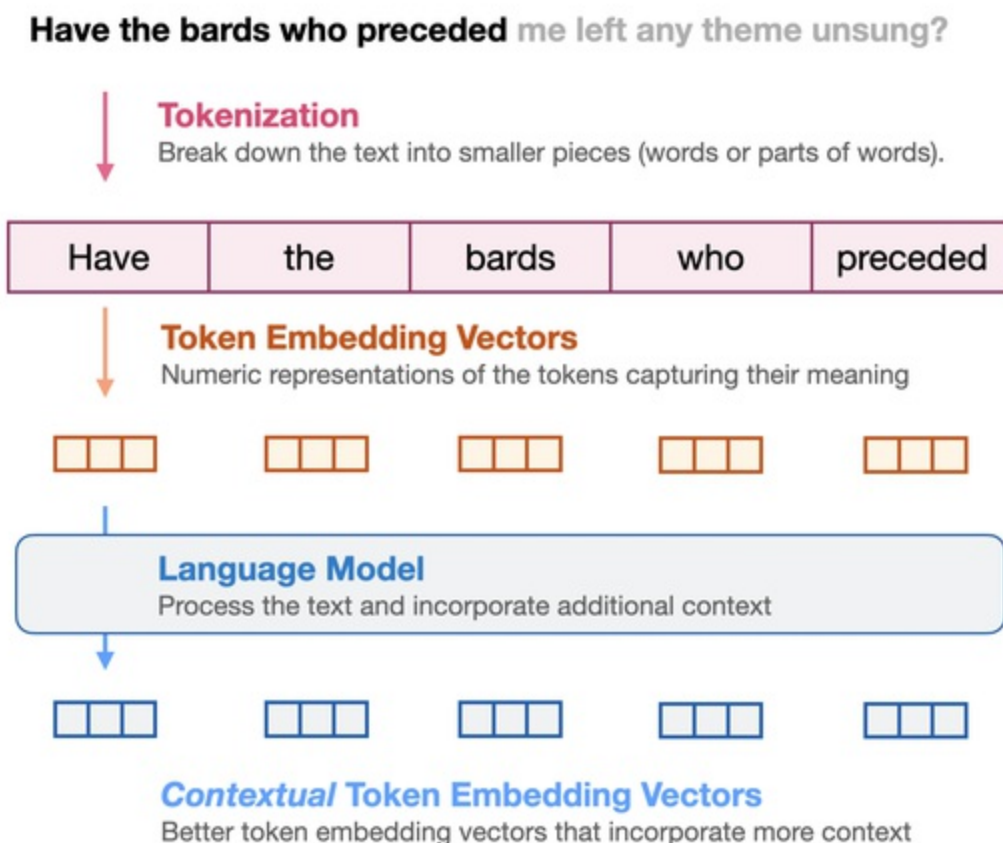 Have the bards who preceded me left any theme unsung?
Tokenization
Break down the text into smaller pieces (words or parts of words).
Have the bards who preceded
Token Embedding Vectors
Numeric representations of the tokens capturing their meaning
Language Model
Process the text and incorporate additional context
Contextual Token Embedding Vectors
Better token embedding vectors that incorporate more context